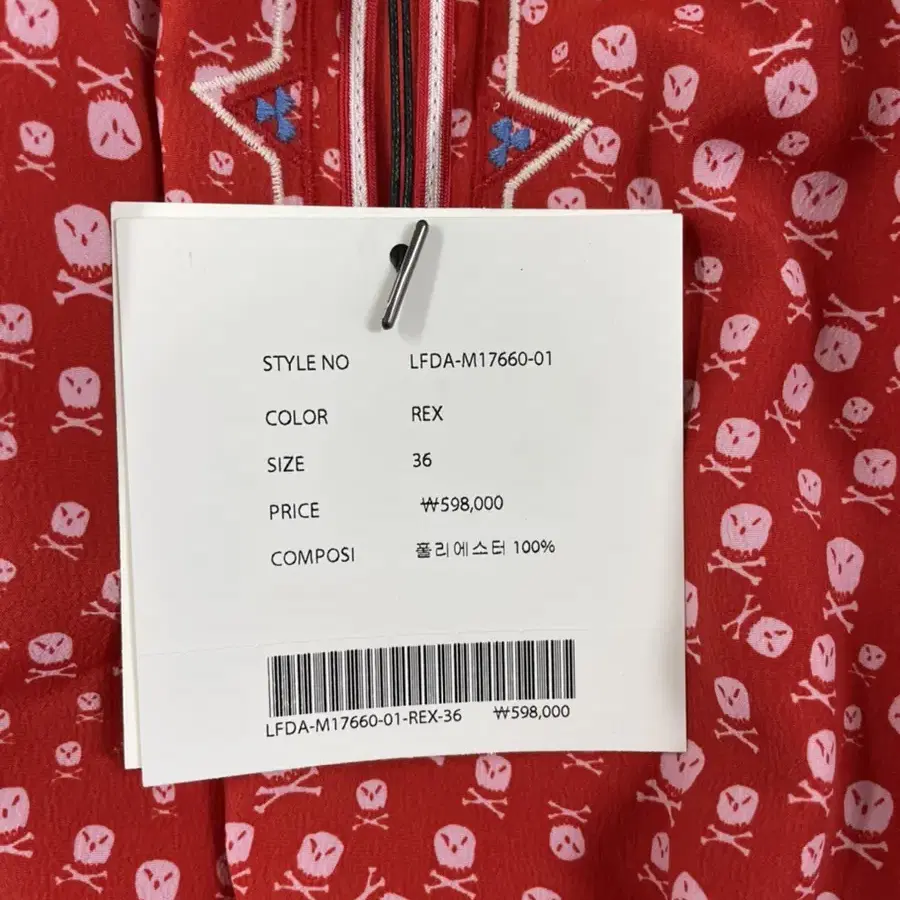 STYLE NO LFDA-M17660-01
COLOR REX
SIZE 36
PRICE ₩598,000
COMPOSI 폴리에스터 100%
LFDA-M17660-01-REX-36 ₩598,000